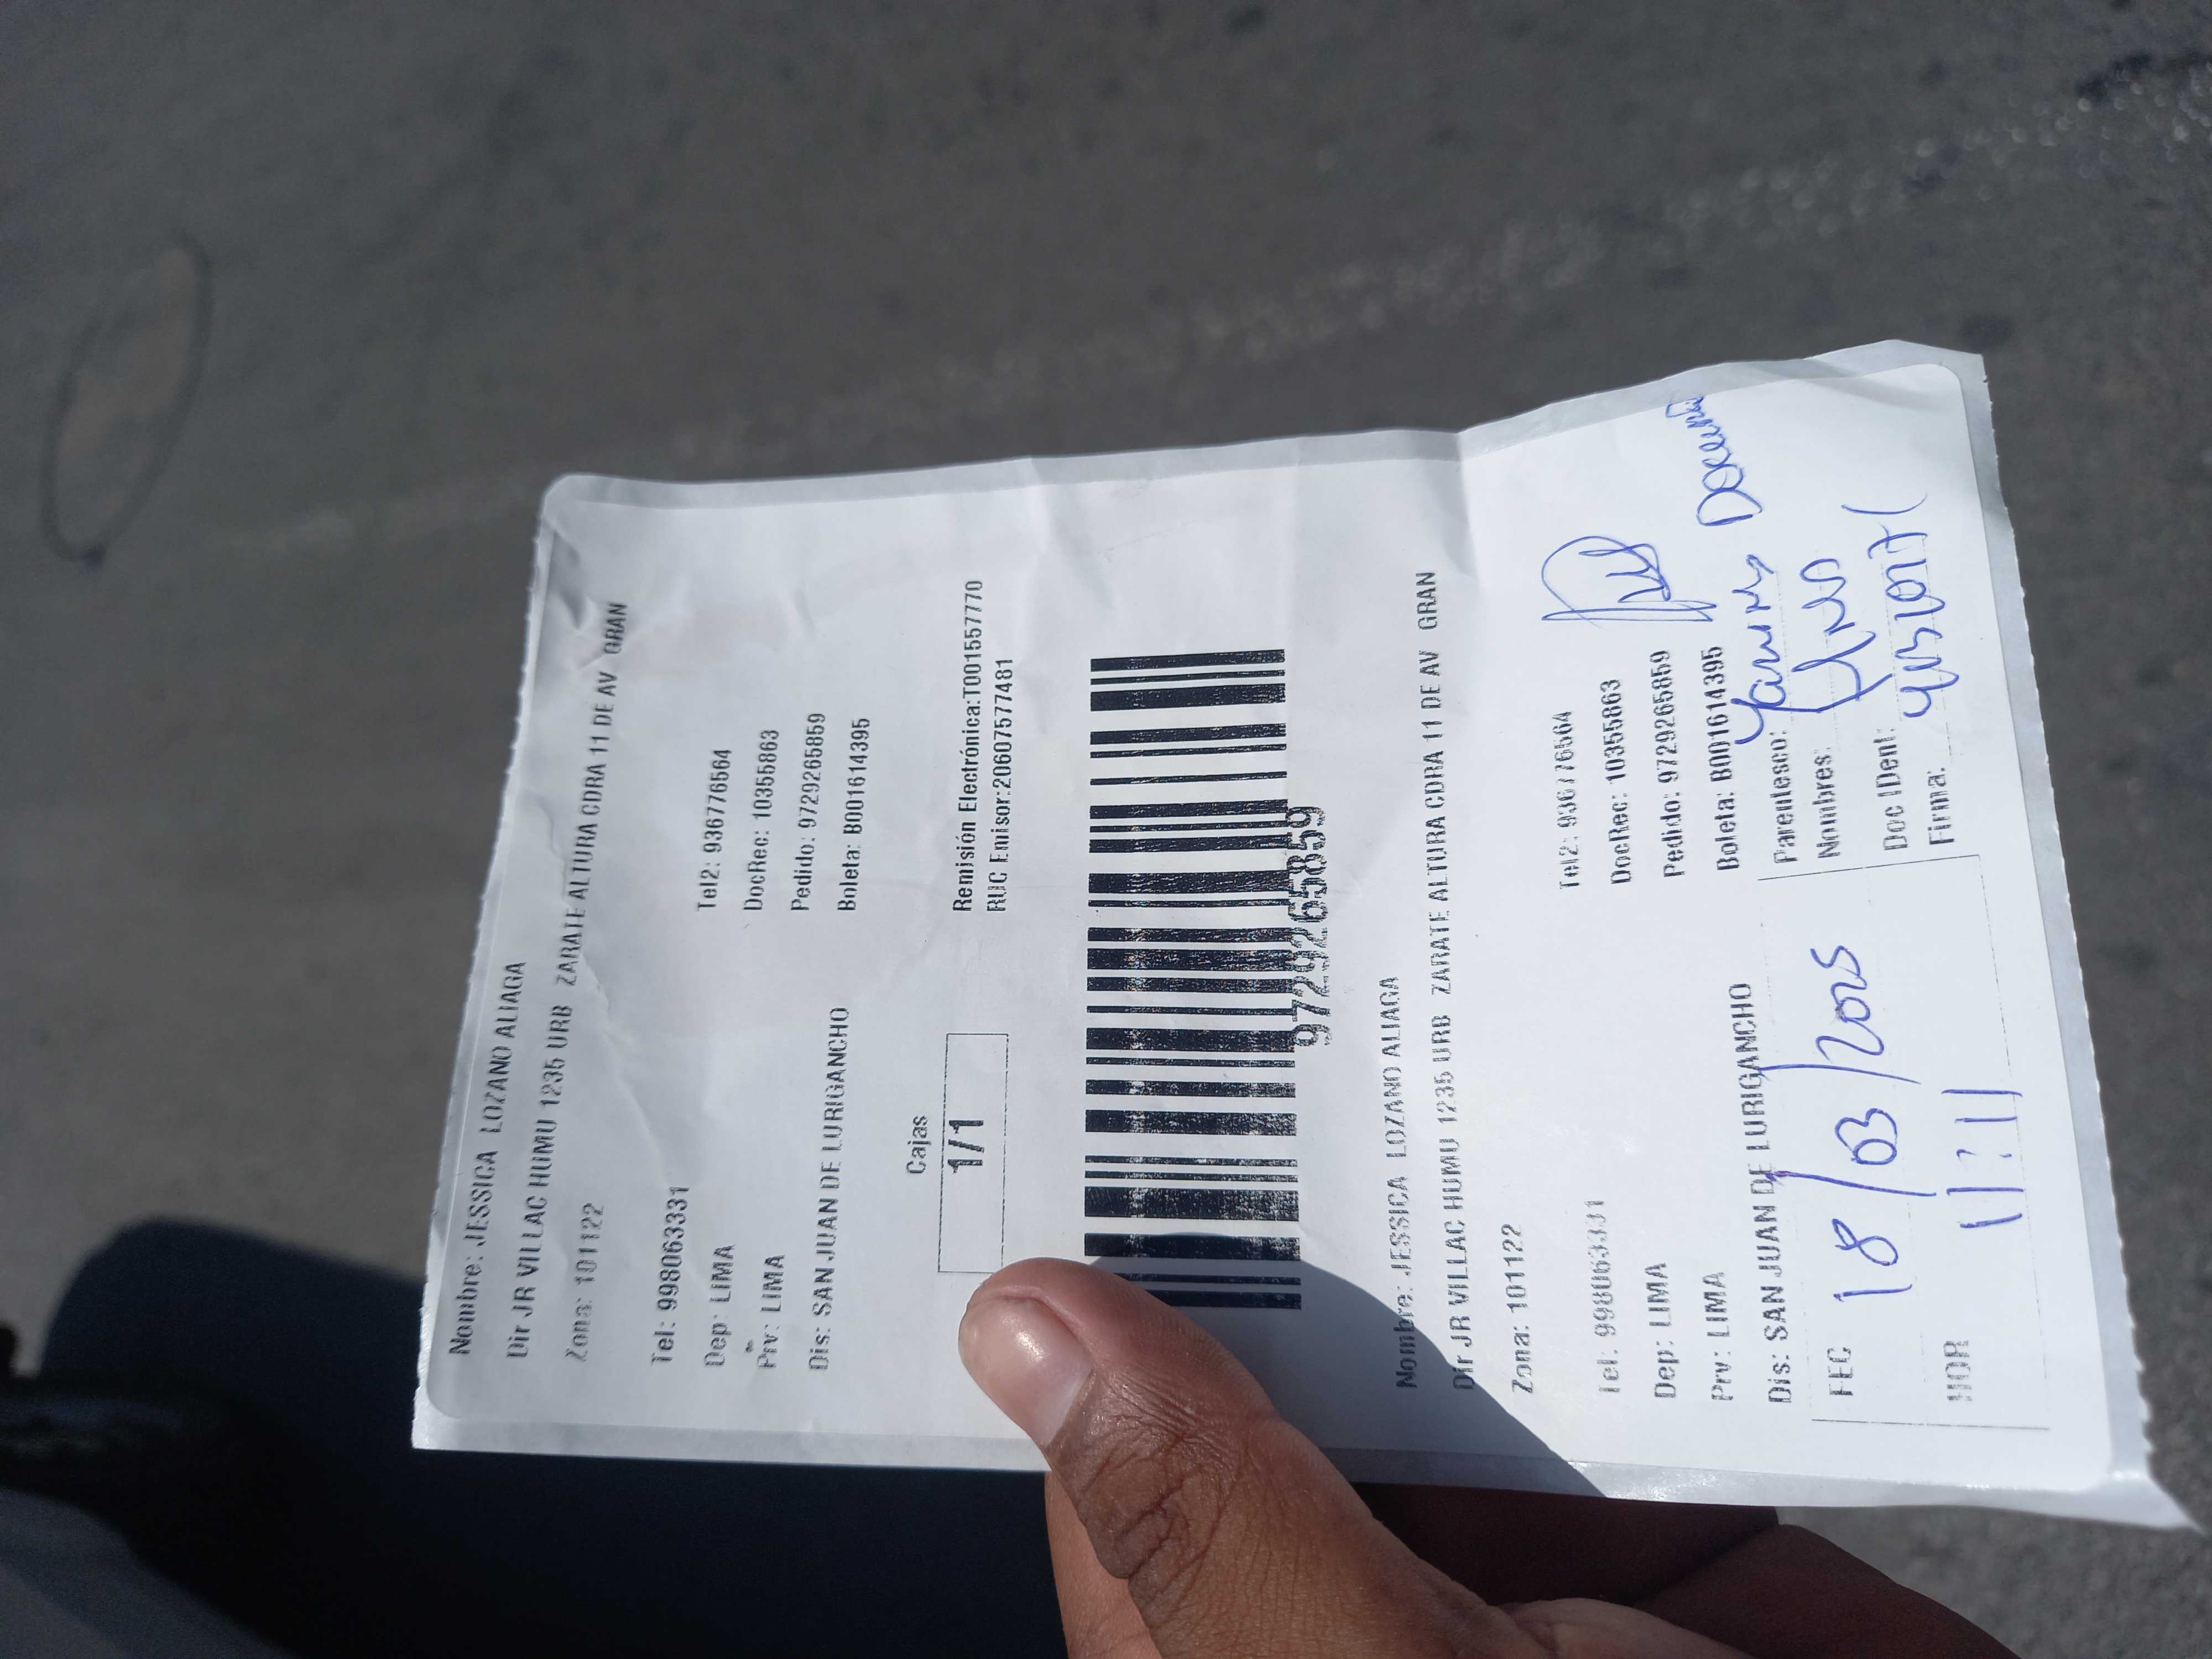 Nombre: JESSICA LOZANO ALIAGA
Dir JR VILLAC HUMU 1235 URB ZARATE ALTURA CDRA 11 DE AV GRAN
Zona: 101122
Tel: 998063331 Tel2: 936776564
Dep: LIMA DocRec: 10355863
Prv: LIMA Pedido: 9729265859
Dis: SAN JUAN DE LURIGANCHO Boleta: B001614395
Cajas
1/1
Remisión Electrónica:T001557770
RUC Emisor:20607577481
9729265859
Nombre: JESSICA LOZANO ALIAGA
Dir JR VILLAC HUMU 1235 URB ZARATE ALTURA CDRA 11 DE AV GRAN
Zona: 101122
Tel: 998063331 Tel2: 936776564
Dep: LIMA DocRec: 10355863
Prv: LIMA Pedido: 9729265859
Dis: SAN JUAN DE LURIGANCHO Boleta: B001614395
FEC 18/03/2025
HOR 11:11
Parentesco:
Nombres:
Doc IDent:
Firma: